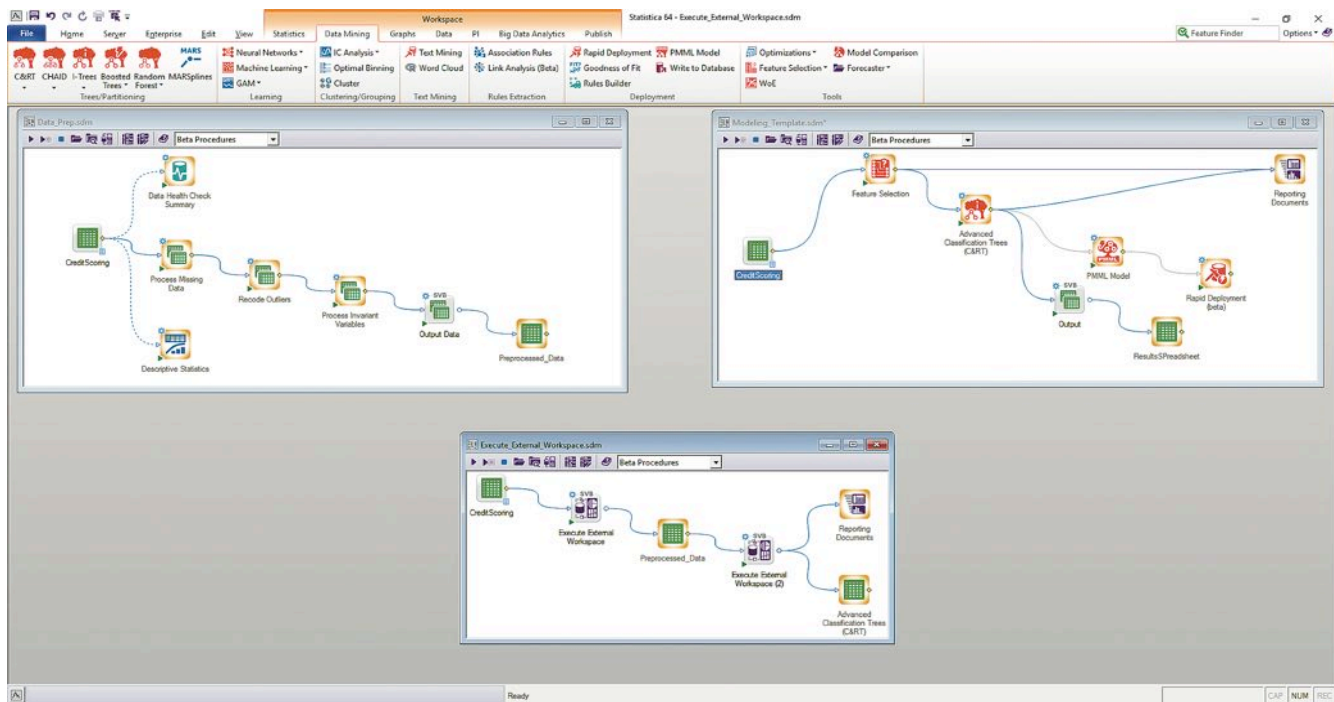 Workspace
Statistica 64 - Execute_External_Workspace.sdm
File Home Server Enterprise Edit View Statistics Data Mining Graphs Data PI Big Data Analytics Publish
Feature Finder Options
C&RT CHAID I-Trees Boosted Trees Random Forest MARSplines
MARS
Trees/Partitioning
Neural Networks
Machine Learning
GAM
Learning
IC Analysis
Optimal Binning
Cluster
Clustering/Grouping
Text Mining
Word Cloud
Text Mining
Association Rules
Link Analysis (Beta)
Rules Extraction
Rapid Deployment PMML Model
Goodness of Fit Write to Database
Rules Builder
Deployment
Optimizations Model Comparison
Feature Selection Forecaster
WoE
Tools
Data_Prep.sdm
Beta Procedures
Data Health Check
Summary
CreditScoring
Process Missing
Data
Recode Outliers
Process Invariant
Variables
SVB
Output Data
Preprocessed_Data
Descriptive Statistics
Modeling_Template.sdm*
Beta Procedures
Feature Selection
Reporting
Documents
Advanced
Classification Trees
(C&RT)
CreditScoring
PMML
PMML Model
Rapid Deployment
(beta)
SVB
Output
ResultsSPreadsheet
Execute_External_Workspace.sdm
Beta Procedures
CreditScoring
SVB
Execute External
Workspace
Preprocessed_Data
SVB
Execute External
Workspace (2)
Reporting
Documents
Advanced
Classification Trees
(C&RT)
Ready
CAP NUM REC